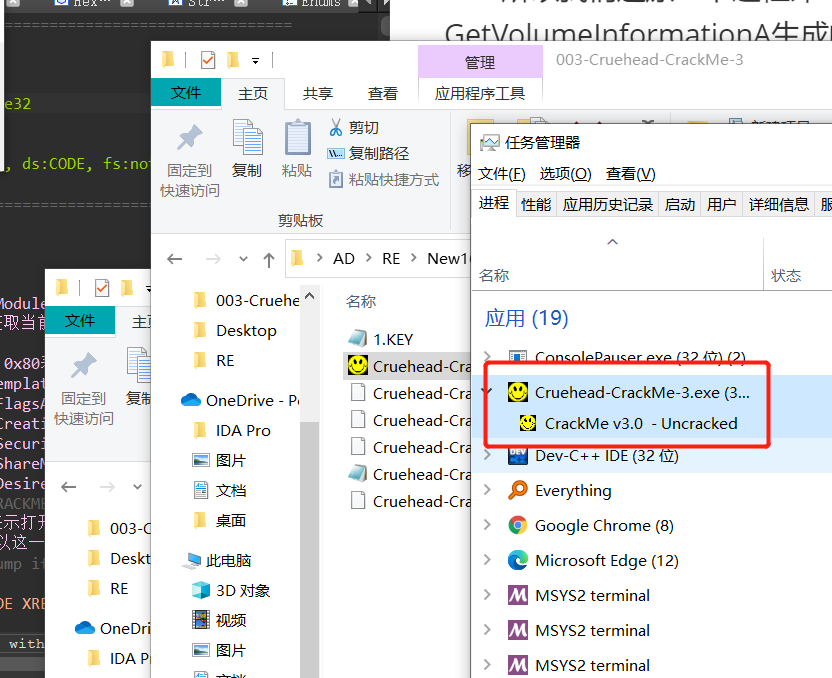 Enums
GetVolumeInformationA生成
管理
003-Cruehead-CrackMe-3
文件
主页
共享
查看
应用程序工具
e32
, ds:CODE, fs:no
固定到
快速访问
复制
粘贴
剪切
复制路径
粘贴快捷方式
剪贴板
AD
RE
名称
003-Cruehe
Desktop
RE
OneDrive - P
IDA Pro
图片
文档
桌面
此电脑
3D 对象
视频
图片
1.KEY
Cruehead-Cra
Cruehead-Cra
Cruehead-Cra
Cruehead-Cra
Cruehead-Cra
Cruehead-Cra
任务管理器
文件(F)
选项(O)
查看(V)
进程
性能
应用历史记录
启动
用户
详细信息
名称
状态
应用 (19)
ConsolePauser.exe (32 位) (2)
Cruehead-CrackMe-3.exe (3...
CrackMe v3.0 - Uncracked
Dev-C++ IDE (32 位)
Everything
Google Chrome (8)
Microsoft Edge (12)
MSYS2 terminal
MSYS2 terminal
MSYS2 terminal
文件
固定到
快速访问
003-C
Deskt
RE
OneDri
IDA P
Module
取当前
0x80
emplat
FlagsA
Creati
Securi
ShareM
Desire
RACKME
示打开
以这一
ump if
DE XRE
with